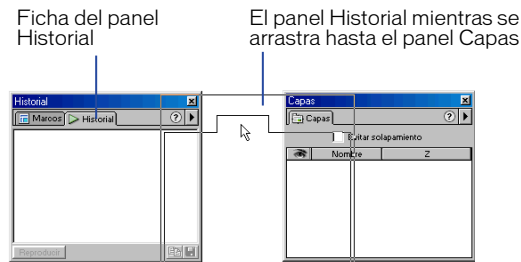 Ficha del panel
Historial
El panel Historial mientras se
arrastra hasta el panel Capas
Historial
Marcos Historial ?
Reproducir
Capas
Capas ?
Evitar solapamiento
Nombre Z